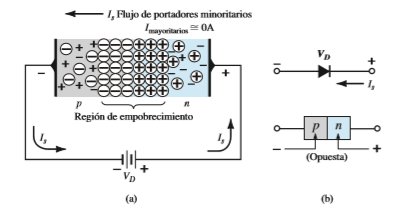 I_s Flujo de portadores minoritarios
I_mayoritarios ≅ 0A
− +
p n
Región de empobrecimiento
I_s I_s
− +
V_D
(a)
V_D
− +
I_s
p n
− +
(Opuesta)
(b)